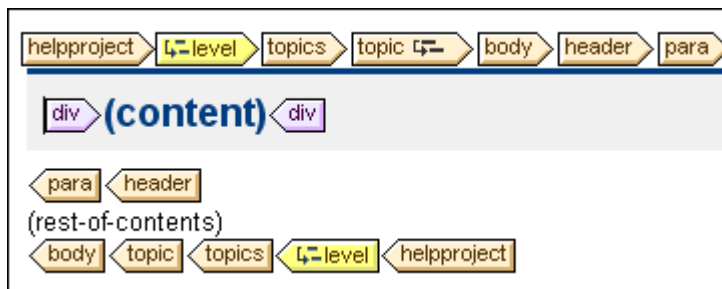 helpproject level topics topic body header para
div (content) div
para header
(rest-of-contents)
body topic topics level helpproject